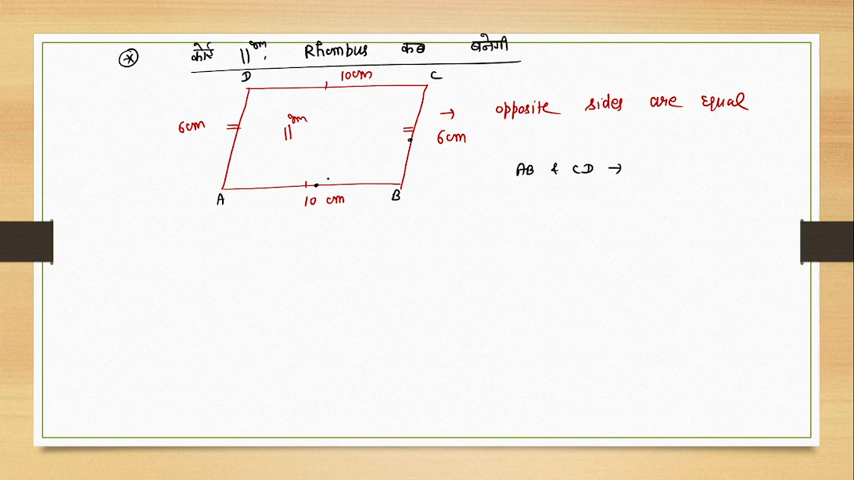 * कोई ||gm. Rhombus कब बनेगी
D 10cm C
6cm ||gm → opposite sides are equal
6cm
AB & CD →
A 10 cm B